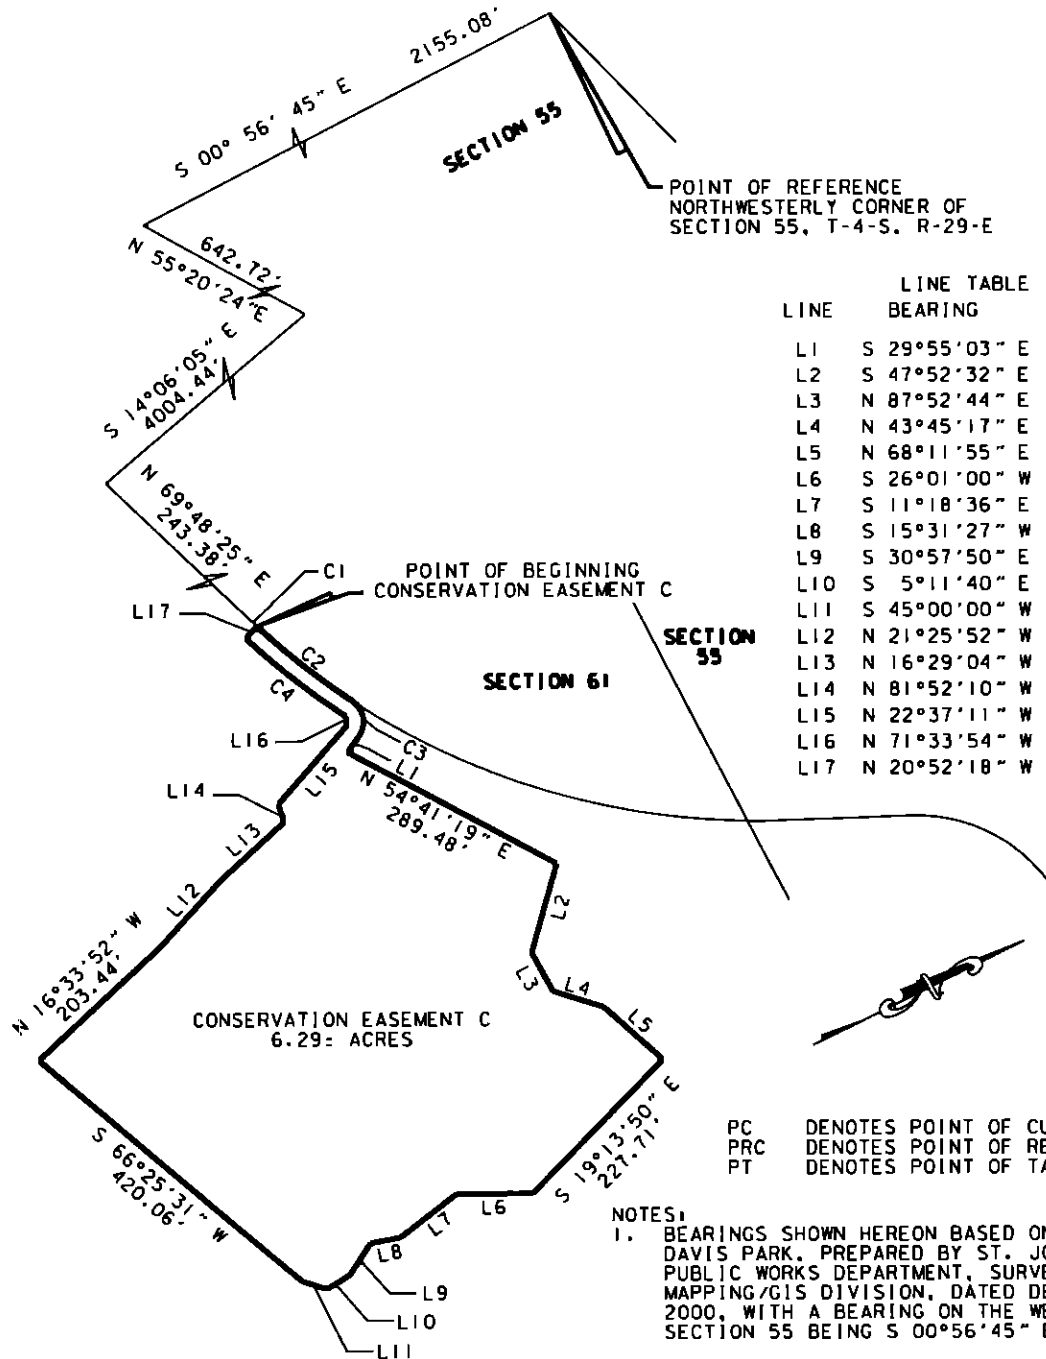 S 00° 56' 45" E
2155.08'
SECTION 55
POINT OF REFERENCE
NORTHWESTERLY CORNER OF
SECTION 55, T-4-S, R-29-E
N 55°20'24"E
642.72'
S 14°06'05" E
4004.44'
N 69°48'25" E
243.38'
LINE TABLE
LINE BEARING
L1 S 29°55'03" E
L2 S 47°52'32" E
L3 N 87°52'44" E
L4 N 43°45'17" E
L5 N 68°11'55" E
L6 S 26°01'00" W
L7 S 11°18'36" E
L8 S 15°31'27" W
L9 S 30°57'50" E
L10 S 5°11'40" E
L11 S 45°00'00" W
L12 N 21°25'52" W
L13 N 16°29'04" W
L14 N 81°52'10" W
L15 N 22°37'11" W
L16 N 71°33'54" W
L17 N 20°52'18" W
C1
POINT OF BEGINNING
CONSERVATION EASEMENT C
L17
C2
C4
SECTION 61
SECTION
55
L16
C3
L1
L15
L14
N 54°41'19" E
289.48'
L13
L12
L2
L3
L4
L5
N 16°33'52" W
203.44'
CONSERVATION EASEMENT C
6.29± ACRES
N
S 66°25'31" W
420.06'
S 19°13'50" E
227.71'
L6
L7
L8
L9
L10
L11
PC DENOTES POINT OF CU
PRC DENOTES POINT OF RE
PT DENOTES POINT OF TA
NOTES:
1. BEARINGS SHOWN HEREON BASED ON
DAVIS PARK. PREPARED BY ST. JO
PUBLIC WORKS DEPARTMENT, SURVE
MAPPING/GIS DIVISION, DATED DE
2000, WITH A BEARING ON THE WE
SECTION 55 BEING S 00°56'45" E